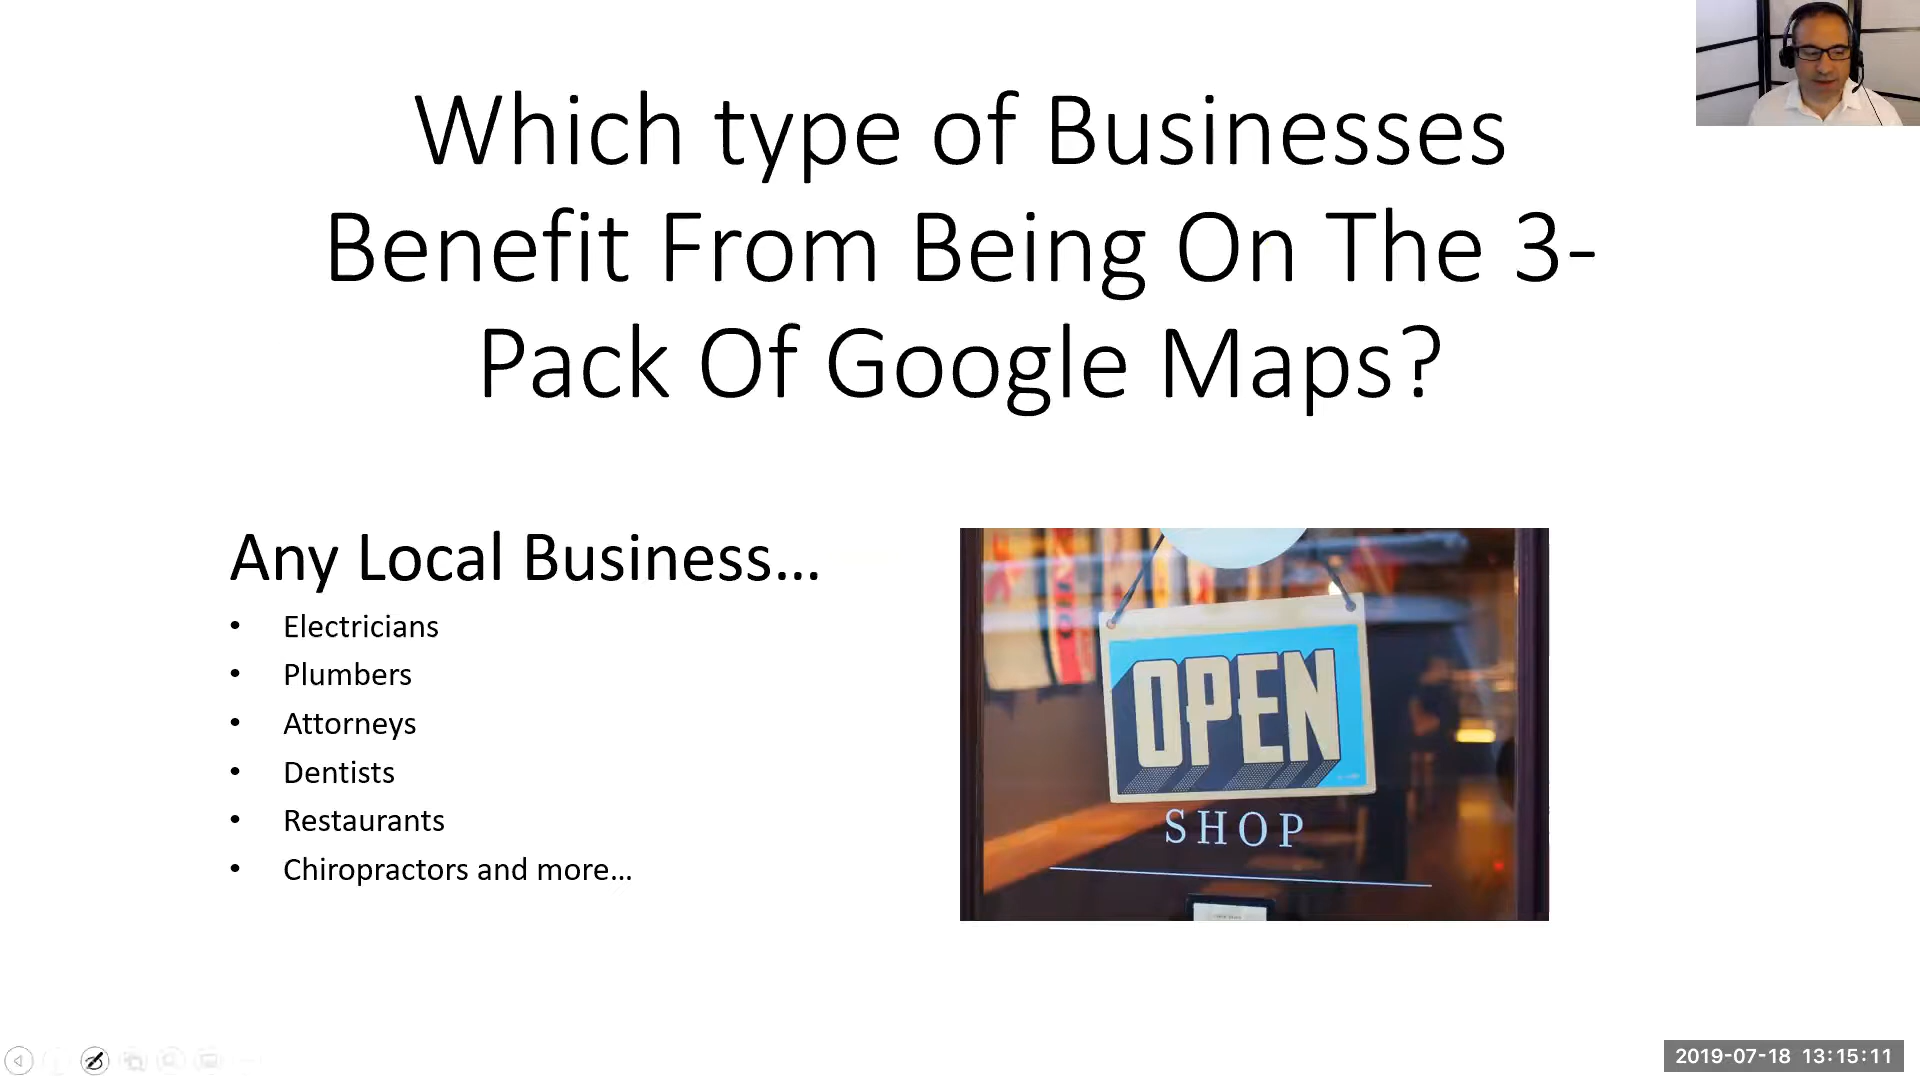 Which type of Businesses
Benefit From Being On The 3-
Pack Of Google Maps?
Any Local Business...
• Electricians
• Plumbers
• Attorneys
• Dentists
• Restaurants
• Chiropractors and more...
OPEN
SHOP
2019-07-18 13:15:11